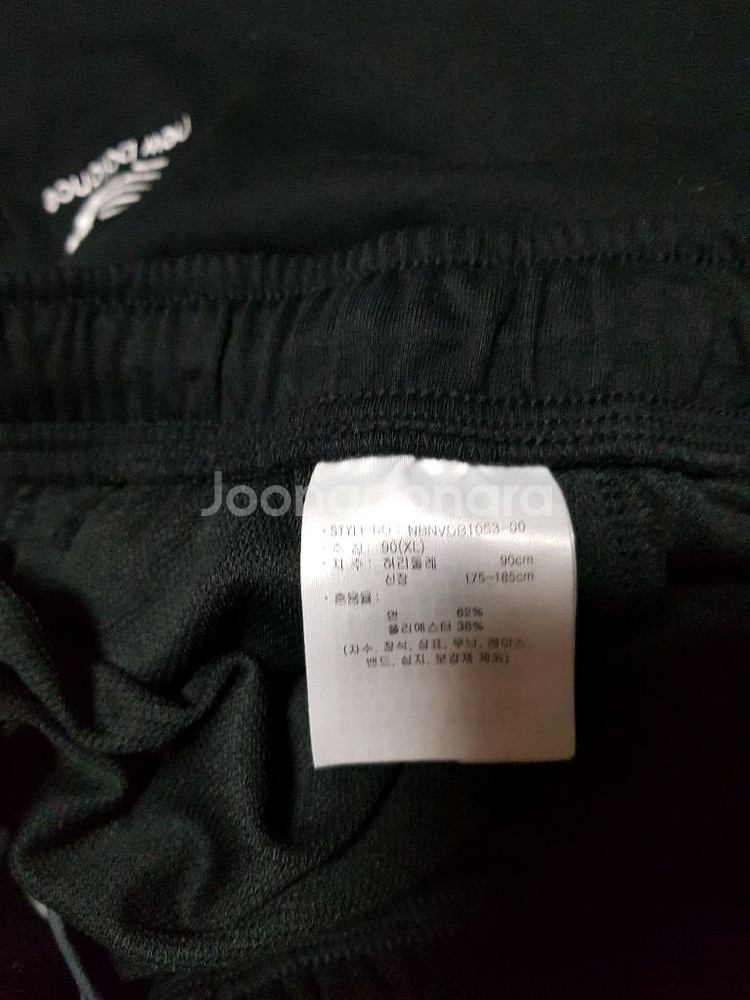 new balance
Joongonara
· STYLE NO : NBNVDB1053-00
· 호 칭 : 90(XL)
· 치 수 : 허리둘레 90cm
신장 175~185cm
· 혼용율 :
면 62%
폴리에스터 38%
(자수, 장식, 상표, 무늬, 레이스,
밴드, 심지, 보강재 제외)